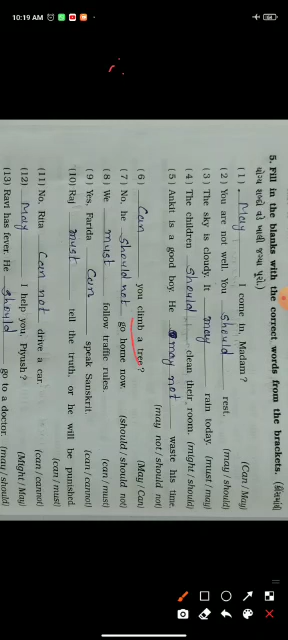 10:19 AM
5. Fill in the blanks with the correct words from the brackets.
(1) May I come in, Madam? (Can/May)
(2) You are not well. You should rest. (may/should)
(3) The sky is cloudy. It may rain today. (must/may)
(4) The children should clean their room. (might/should)
(5) Ankit is a good boy. He may not waste his time.
(may not/should not)
(6) Can you climb a tree? (May/Can)
(7) No, he should not go home now. (should/should not)
(8) We must follow traffic rules. (can/must)
(9) Yes, Farida Can speak Sanskrit. (can/cannot)
(10) Raj must tell the truth, or he will be punished.
(can/must)
(11) No, Rita Can not drive a car. (can/cannot)
(12) May I help you, Piyush? (Might/May)
(13) Ravi has fever. He should go to a doctor. (may/should)